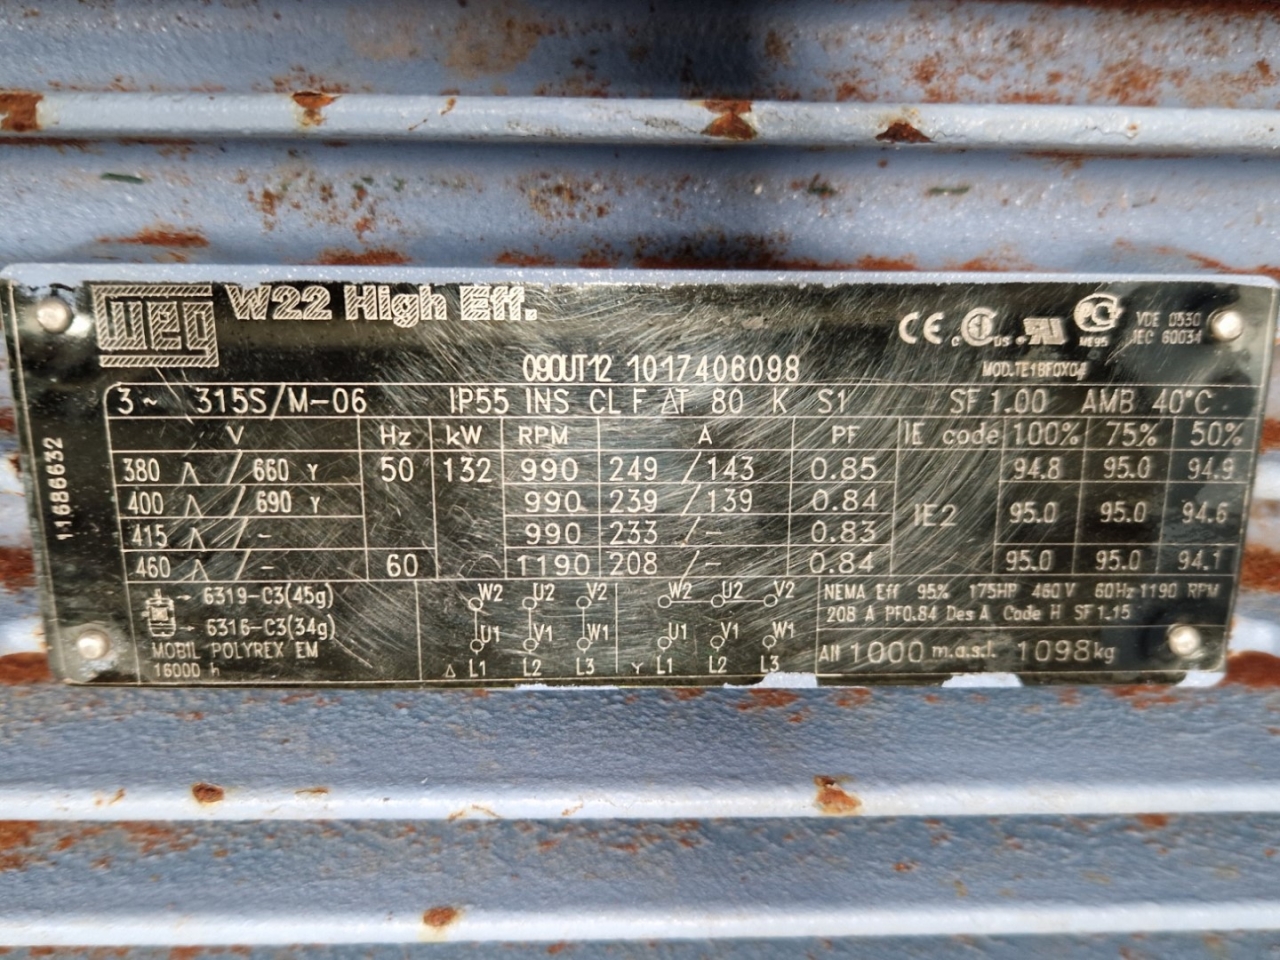 WEG W22 High Eff.
CE C US VDE 0530
ME95 IEC 60034
090UT12 1017406098 MOD.TE1BF0X04
3~ 315S/M-06 IP55 INS CL F ΔT 80 K S1 SF 1.00 AMB 40°C
V Hz kW RPM A PF IE code 100% 75% 50%
380 Δ / 660 Y 50 132 990 249 / 143 0.85 94.8 95.0 94.9
400 Δ / 690 Y 990 239 / 139 0.84 IE2 95.0 95.0 94.6
415 Δ / - 990 233 / - 0.83
460 Δ / - 60 1190 208 / - 0.84 95.0 95.0 94.1
11686632
6319-C3(45g)
6316-C3(34g)
MOBIL POLYREX EM
16000 h
W2 U2 V2
U1 V1 W1
Δ L1 L2 L3
W2 U2 V2
U1 V1 W1
Y L1 L2 L3
NEMA Eff 95% 175HP 460V 60Hz 1190 RPM
208 A PF0.84 Des A Code H SF1.15
Alt 1000 m.a.s.l. 1098kg